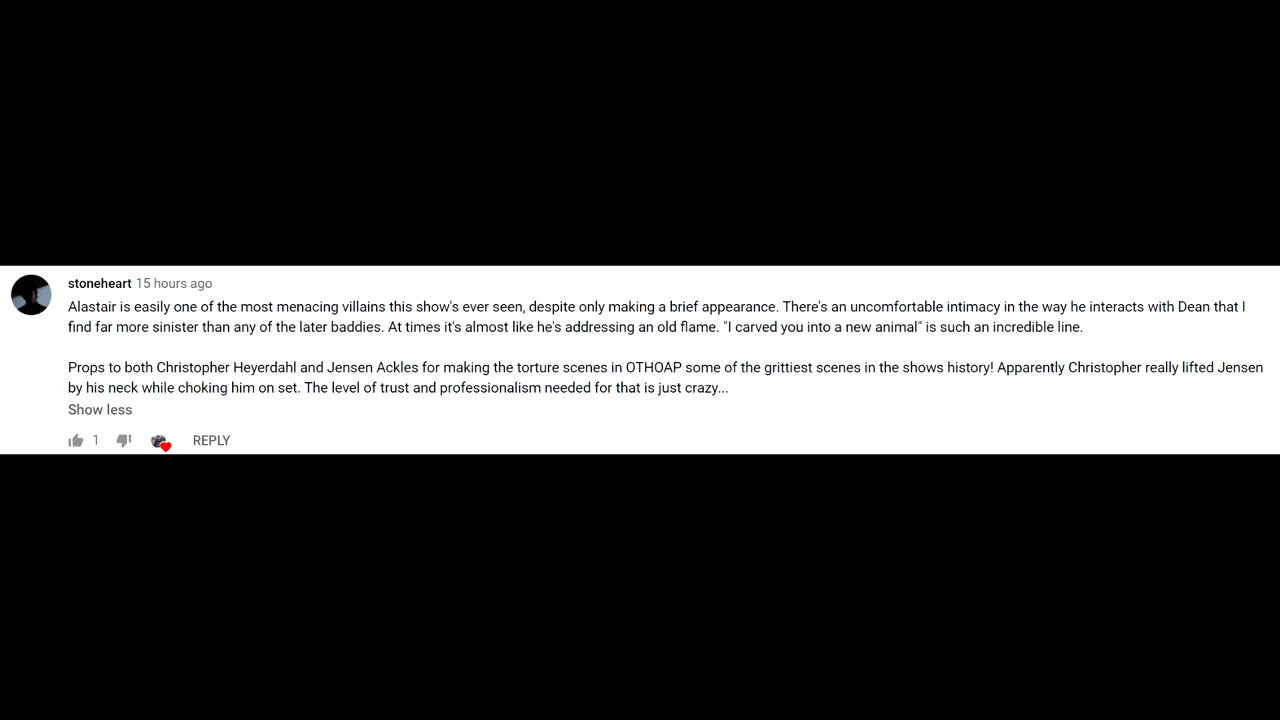 stoneheart 15 hours ago
Alastair is easily one of the most menacing villains this show's ever seen, despite only making a brief appearance. There's an uncomfortable intimacy in the way he interacts with Dean that I
find far more sinister than any of the later baddies. At times it's almost like he's addressing an old flame. "I carved you into a new animal" is such an incredible line.
Props to both Christopher Heyerdahl and Jensen Ackles for making the torture scenes in OTHOAP some of the grittiest scenes in the shows history! Apparently Christopher really lifted Jensen
by his neck while choking him on set. The level of trust and professionalism needed for that is just crazy...
Show less
1 REPLY